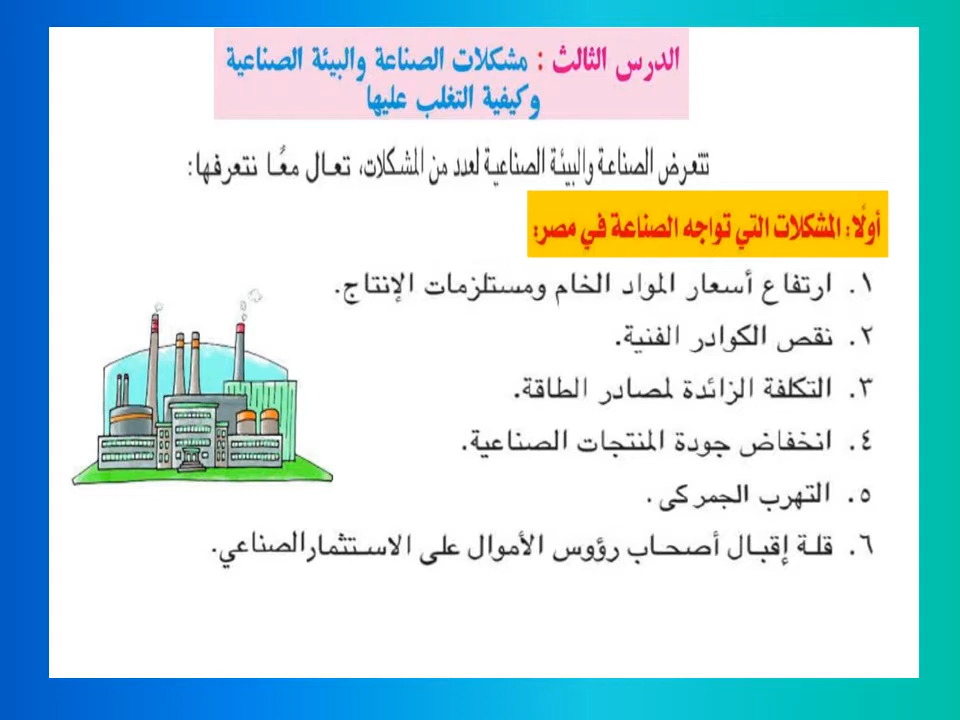 الدرس الثالث : مشكلات الصناعة والبيئة الصناعية
وكيفية التغلب عليها
تتعرض الصناعة والبيئة الصناعية لعدد من المشكلات، تعال معًا نتعرفها:
أولًا: المشكلات التي تواجه الصناعة في مصر:
١. ارتفاع أسعار المواد الخام ومستلزمات الإنتاج.
٢. نقص الكوادر الفنية.
٣. التكلفة الزائدة لمصادر الطاقة.
٤. انخفاض جودة المنتجات الصناعية.
٥. التهرب الجمركى .
٦. قلة إقبال أصحاب رؤوس الأموال على الاستثمار الصناعي.